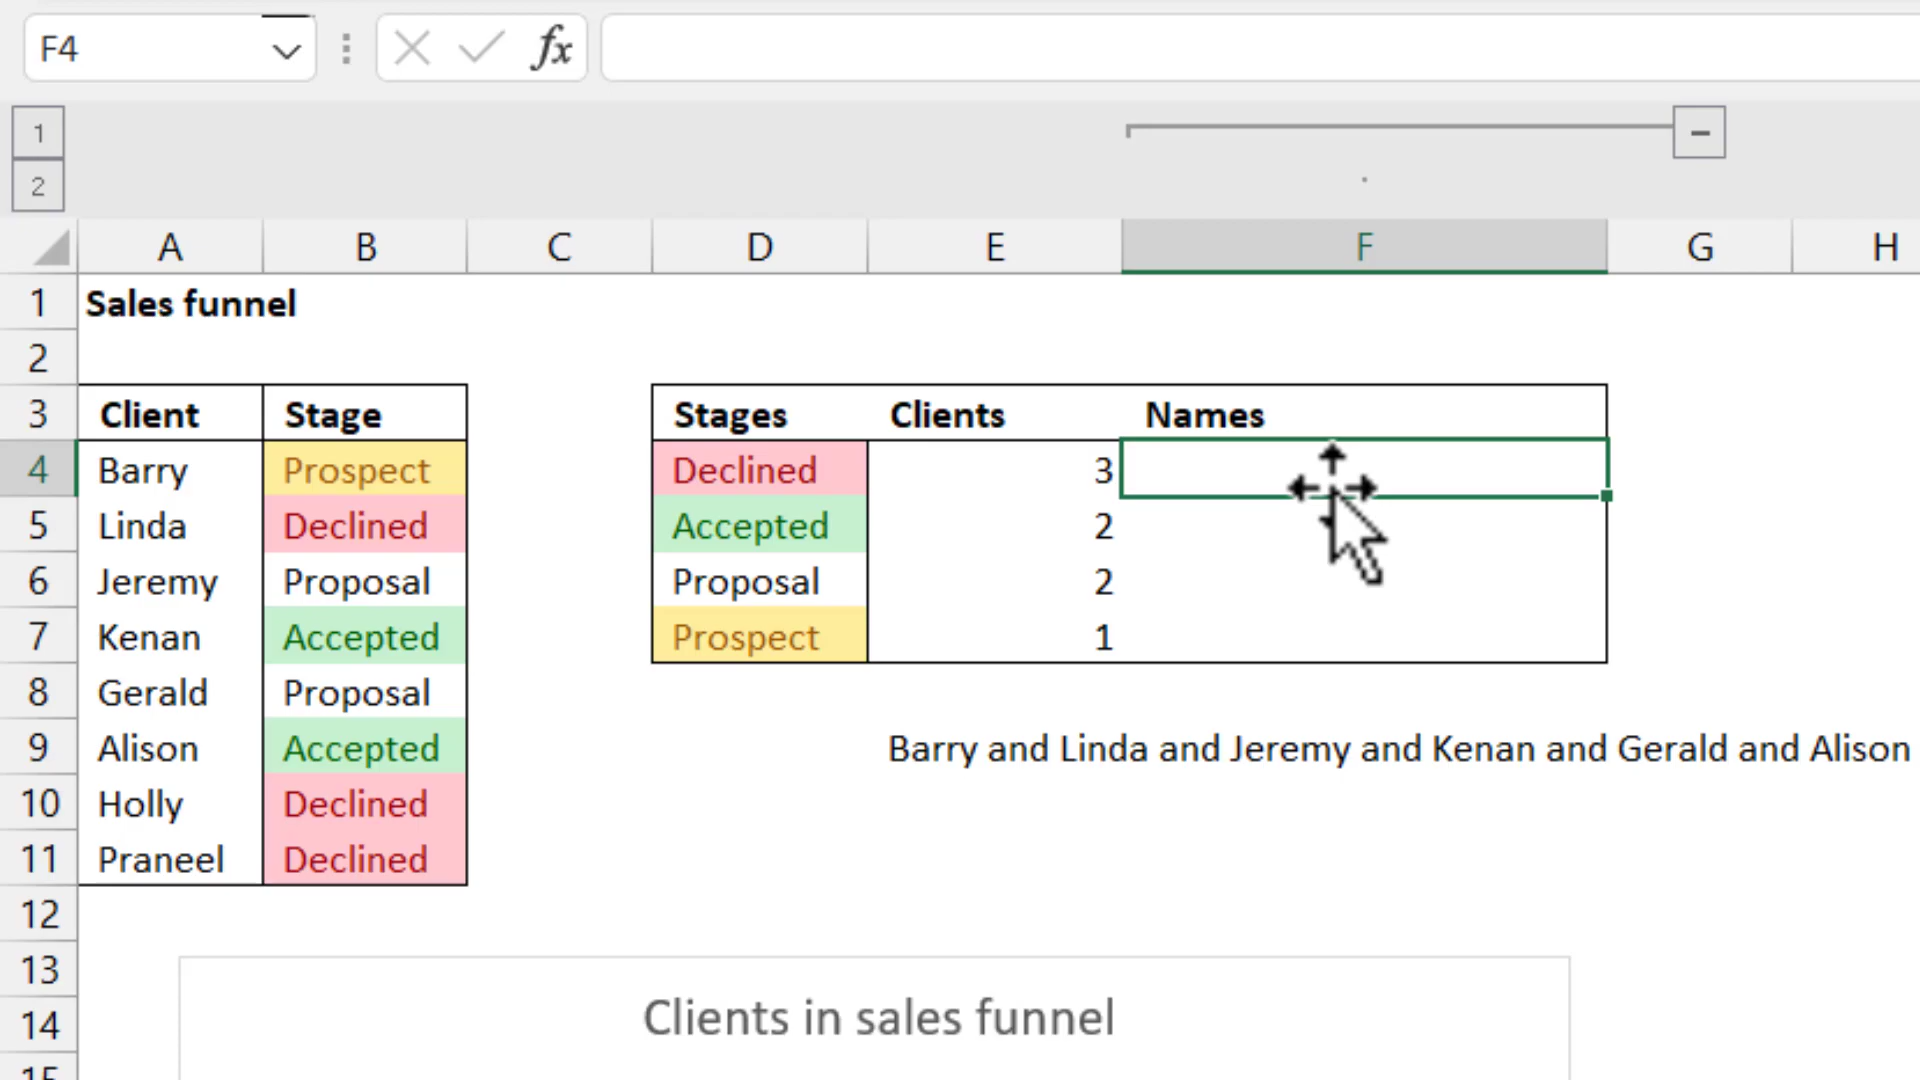 F4 fx
1
2
A B C D E F G H
1 Sales funnel
2
3 Client Stage Stages Clients Names
4 Barry Prospect Declined 3
5 Linda Declined Accepted 2
6 Jeremy Proposal Proposal 2
7 Kenan Accepted Prospect 1
8 Gerald Proposal
9 Alison Accepted Barry and Linda and Jeremy and Kenan and Gerald and Alison
10 Holly Declined
11 Praneel Declined
12
13
14 Clients in sales funnel
15